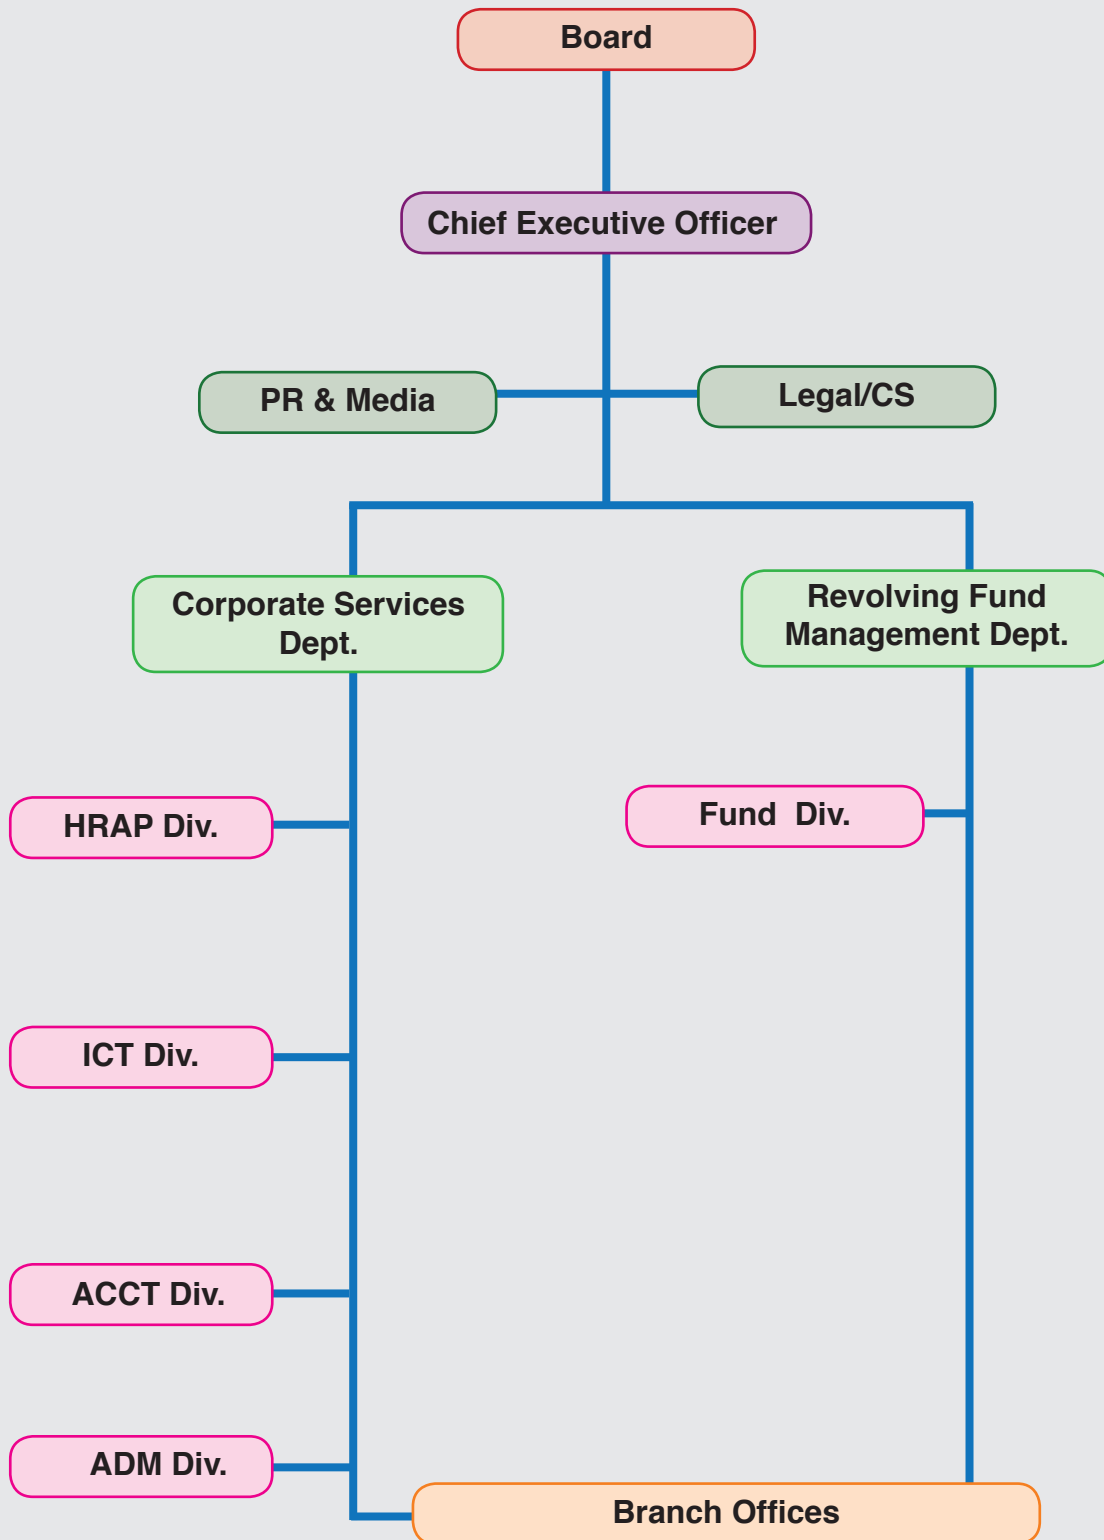 Board
Chief Executive Officer
PR & Media
Legal/CS
Corporate Services
Dept.
Revolving Fund
Management Dept.
HRAP Div.
Fund  Div.
ICT Div.
ACCT Div.
ADM Div.
Branch Offices